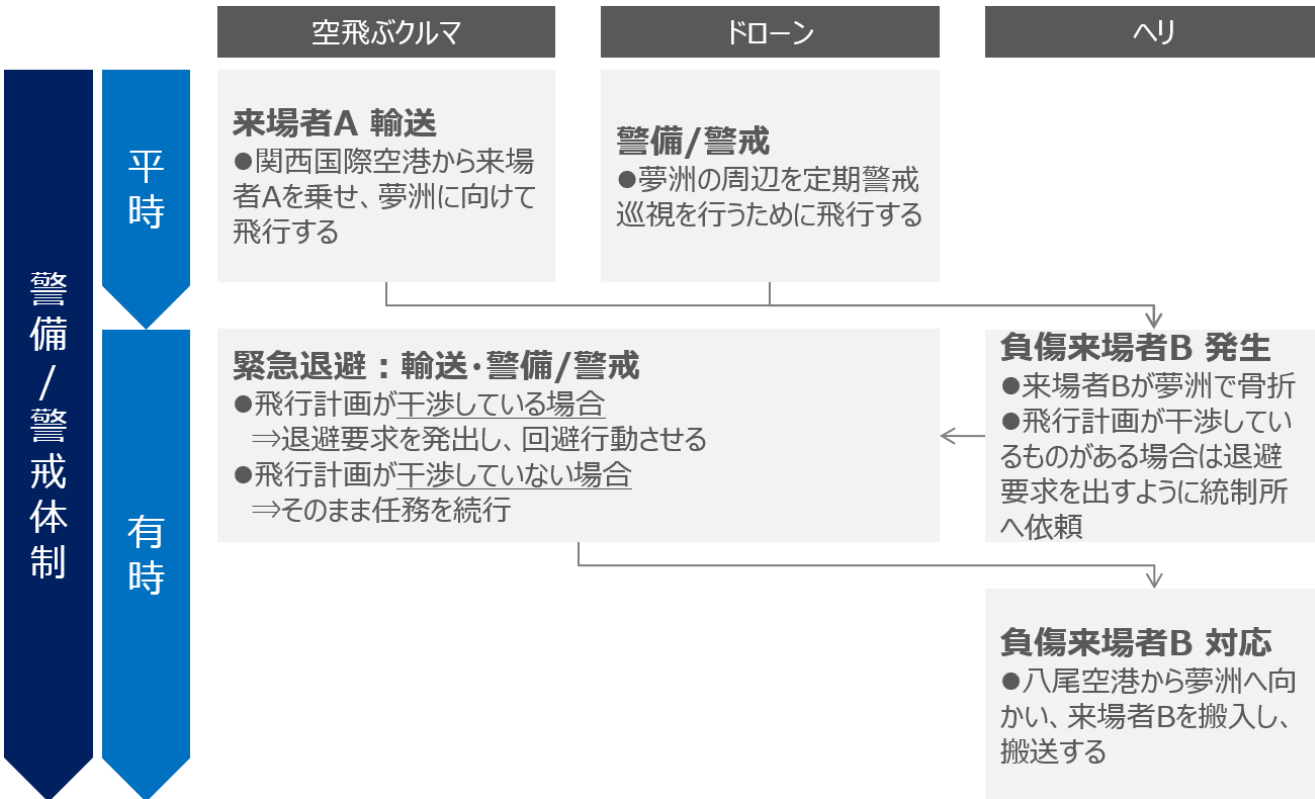 空飛ぶクルマ
ドローン
ヘリ
警備/警戒体制
平時
来場者A 輸送
●関西国際空港から来場
者Aを乗せ、夢洲に向けて
飛行する
警備/警戒
●夢洲の周辺を定期警戒
巡視を行うために飛行する
有時
緊急退避：輸送･警備/警戒
●飛行計画が干渉している場合
⇒退避要求を発出し、回避行動させる
●飛行計画が干渉していない場合
⇒そのまま任務を続行
負傷来場者B 発生
●来場者Bが夢洲で骨折
●飛行計画が干渉してい
るものがある場合は退避
要求を出すように統制所
へ依頼
負傷来場者B 対応
●八尾空港から夢洲へ向
かい、来場者Bを搬入し、
搬送する